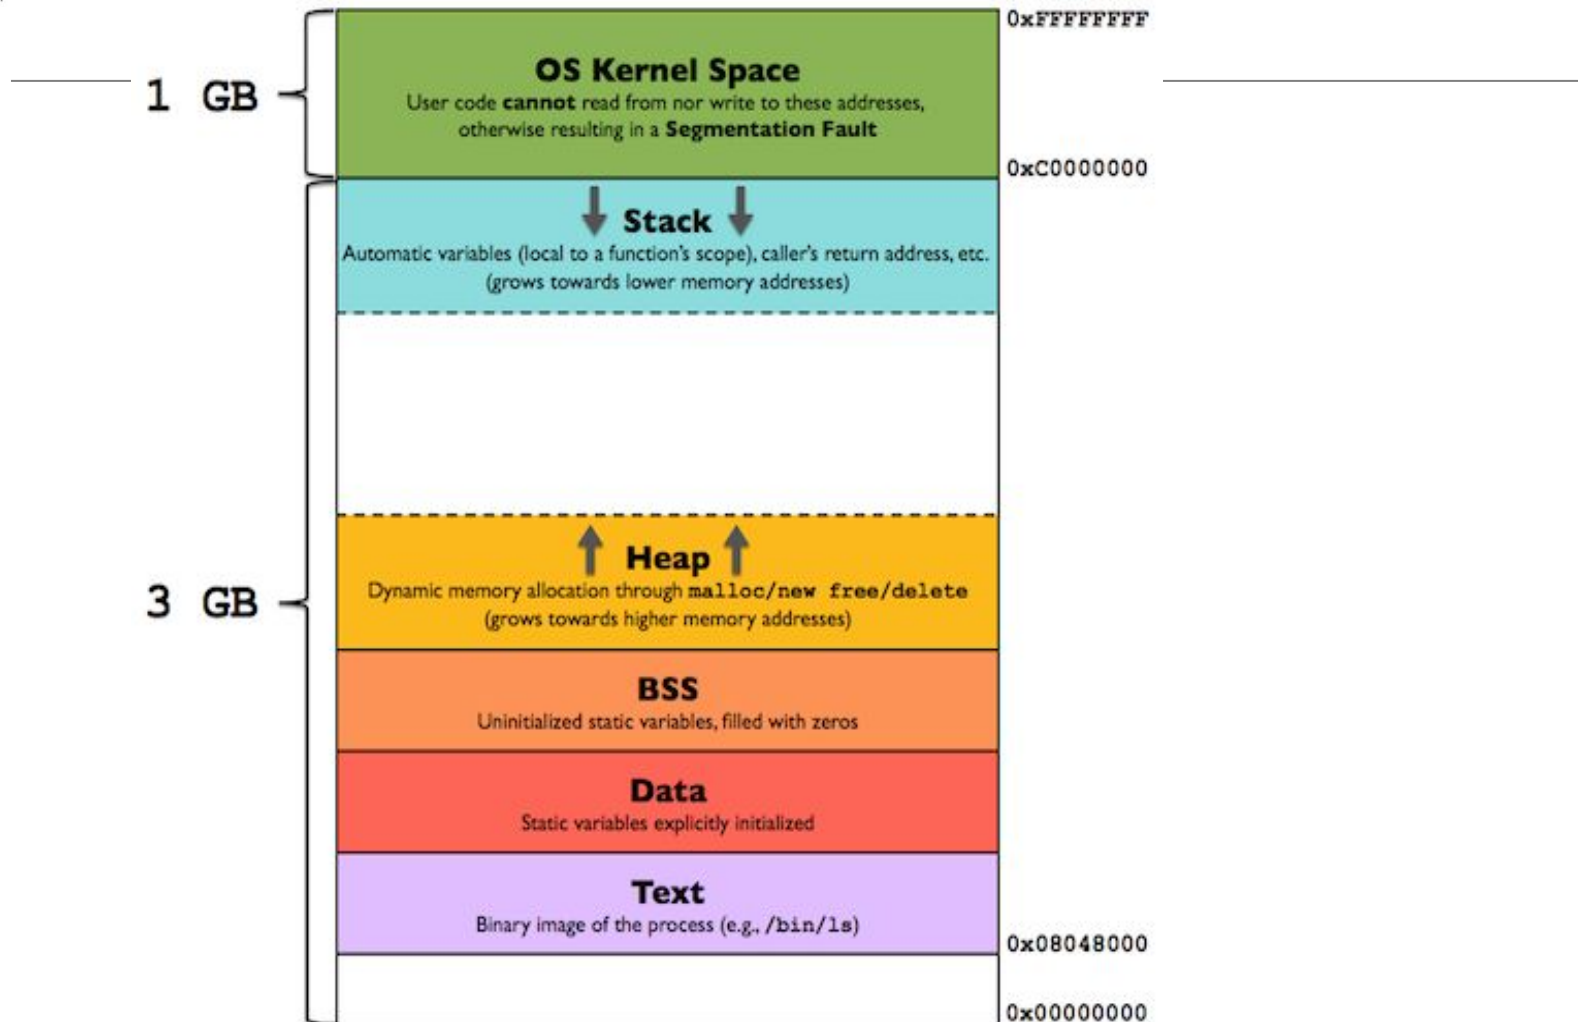 0xFFFFFFFF
OS Kernel Space
1 GB
User code cannot read from nor write to these addresses,
otherwise resulting in a Segmentation Fault
0xC0000000
Stack
Automatic variables (local to a function's scope), caller's return address, etc.
(grows towards lower memory addresses)
Heap
Dynamic memory allocation through malloc/new free/delete
3 GB
(grows towards higher memory addresses)
BSS
Uninitialized static variables, filled with zeros
Data
Static variables explicitly initialized
Text
Binary image of the process (e.g., /bin/ls)
0x08048000
0x00000000